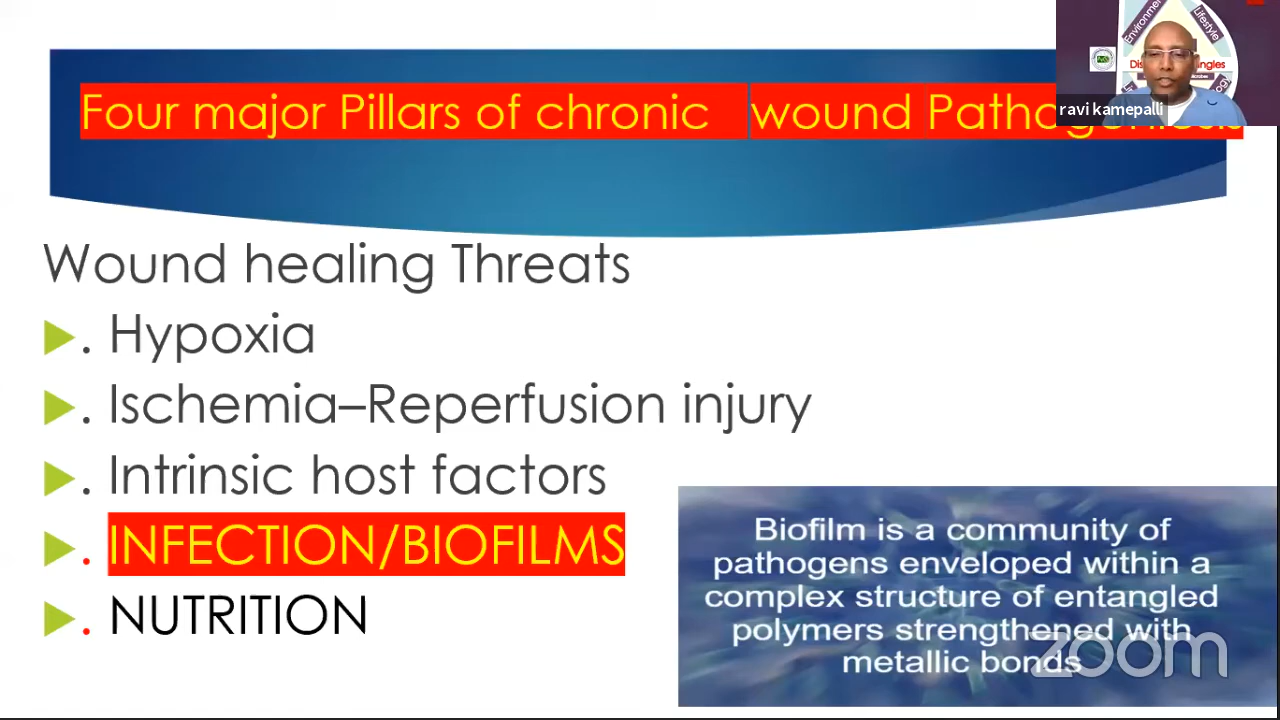 Environment
Lifestyle
ravi kamepalli
Four major Pillars of chronic wound
Wound healing Threats
. Hypoxia
. Ischemia–Reperfusion injury
. Intrinsic host factors
. INFECTION/BIOFILMS
. NUTRITION
Biofilm is a community of
pathogens enveloped within a
complex structure of entangled
polymers strengthened with
metallic bonds
zoom